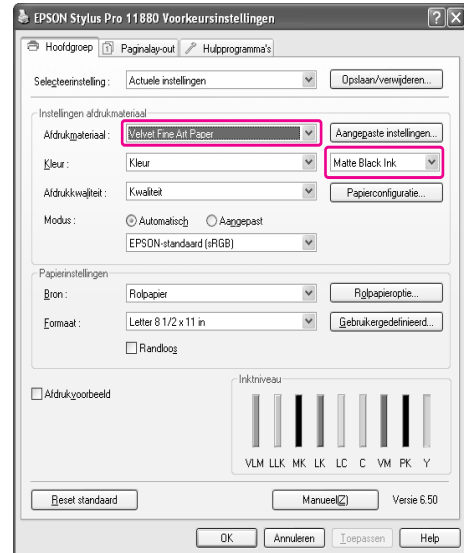 EPSON Stylus Pro 11880 Voorkeursinstellingen
Hoofdgroep Paginalay-out Hulpprogramma's
Selecteerinstelling : Actuele instellingen Opslaan/verwijderen...
Instellingen afdrukmateriaal
Afdrukmateriaal : Velvet Fine Art Paper Aangepaste instellingen...
Kleur : Kleur Matte Black Ink
Afdrukkwaliteit : Kwaliteit Papierconfiguratie...
Modus : Automatisch Aangepast
EPSON-standaard (sRGB)
Papierinstellingen
Bron : Rolpapier Rolpapieroptie...
Formaat : Letter 8 1/2 x 11 in Gebruikergedefinieerd...
Randloos
Afdrukvoorbeeld
Inktniveau
VLM LLK MK LK LC C VM PK Y
Reset standaard Manueel(Z) Versie 6.50
OK Annuleren Toepassen Help